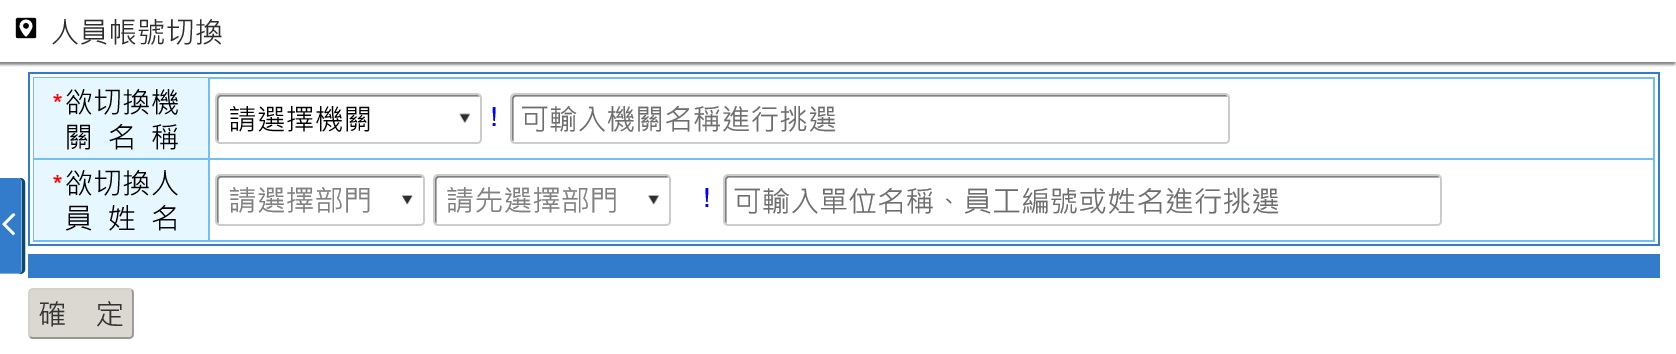 人員帳號切換
*欲切換機
關名稱
請選擇機關 ! 可輸入機關名稱進行挑選
*欲切換人
員姓名
請選擇部門 請先選擇部門 ! 可輸入單位名稱、員工編號或姓名進行挑選
確 定